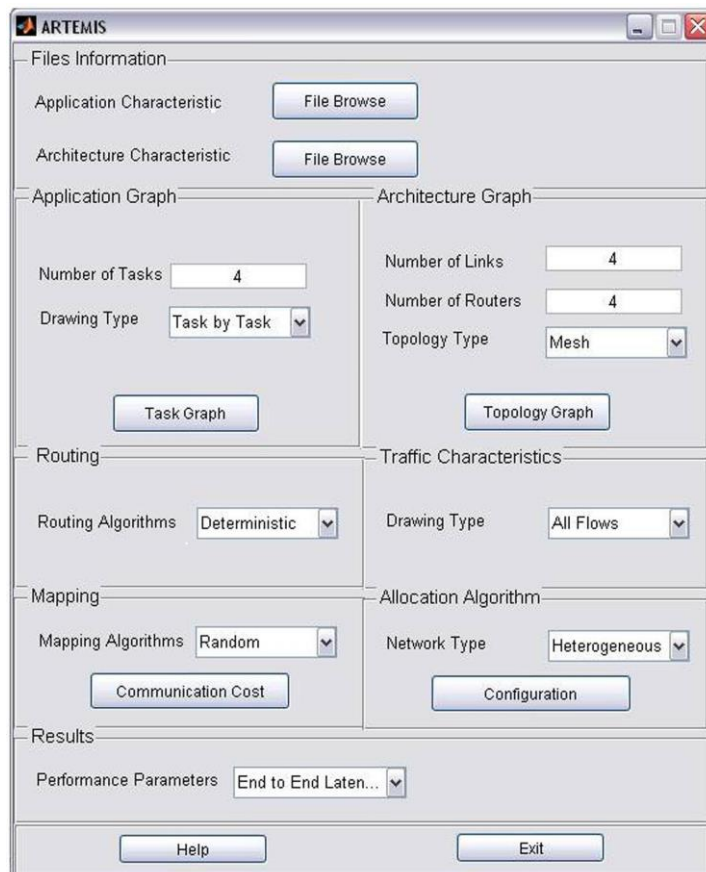 ARTEMIS
Files Information
Application Characteristic File Browse
Architecture Characteristic File Browse
Application Graph
Number of Tasks 4
Drawing Type Task by Task
Task Graph
Architecture Graph
Number of Links 4
Number of Routers 4
Topology Type Mesh
Topology Graph
Routing
Routing Algorithms Deterministic
Traffic Characteristics
Drawing Type All Flows
Mapping
Mapping Algorithms Random
Communication Cost
Allocation Algorithm
Network Type Heterogeneous
Configuration
Results
Performance Parameters End to End Laten...
Help Exit